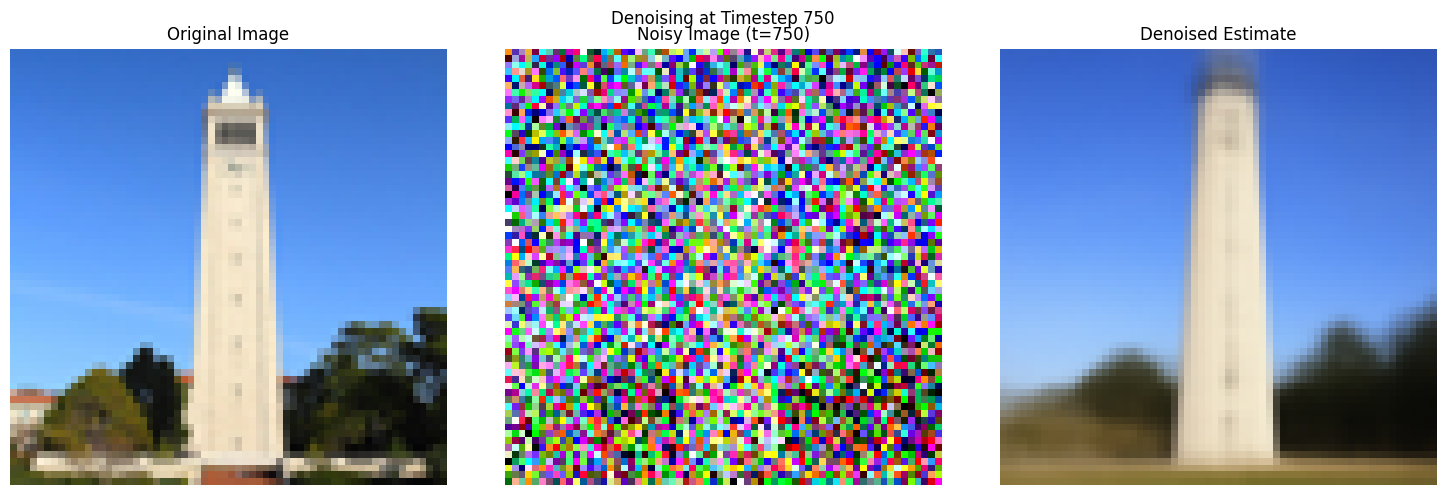 Denoising at Timestep 750
Original Image
Noisy Image (t=750)
Denoised Estimate